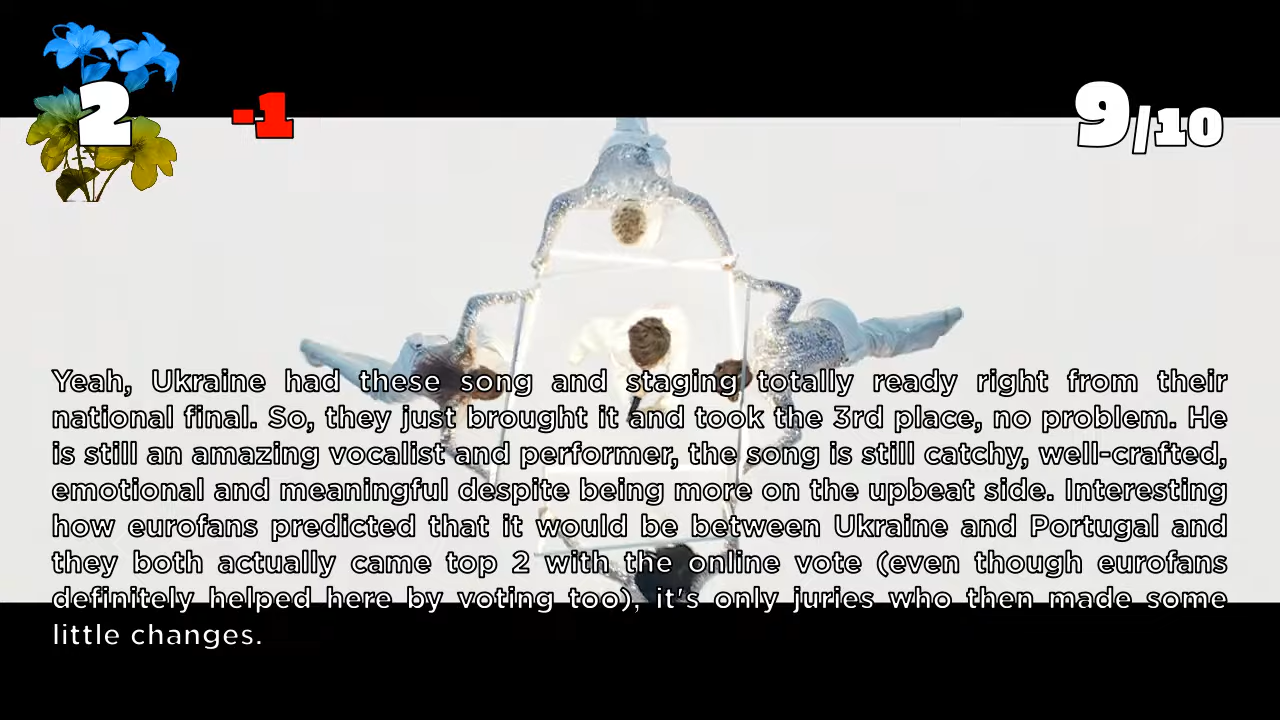 2
-1
9/10
Yeah, Ukraine had these song and staging totally ready right from their
national final. So, they just brought it and took the 3rd place, no problem. He
is still an amazing vocalist and performer, the song is still catchy, well-crafted,
emotional and meaningful despite being more on the upbeat side. Interesting
how eurofans predicted that it would be between Ukraine and Portugal and
they both actually came top 2 with the online vote (even though eurofans
definitely helped here by voting too), it's only juries who then made some
little changes.